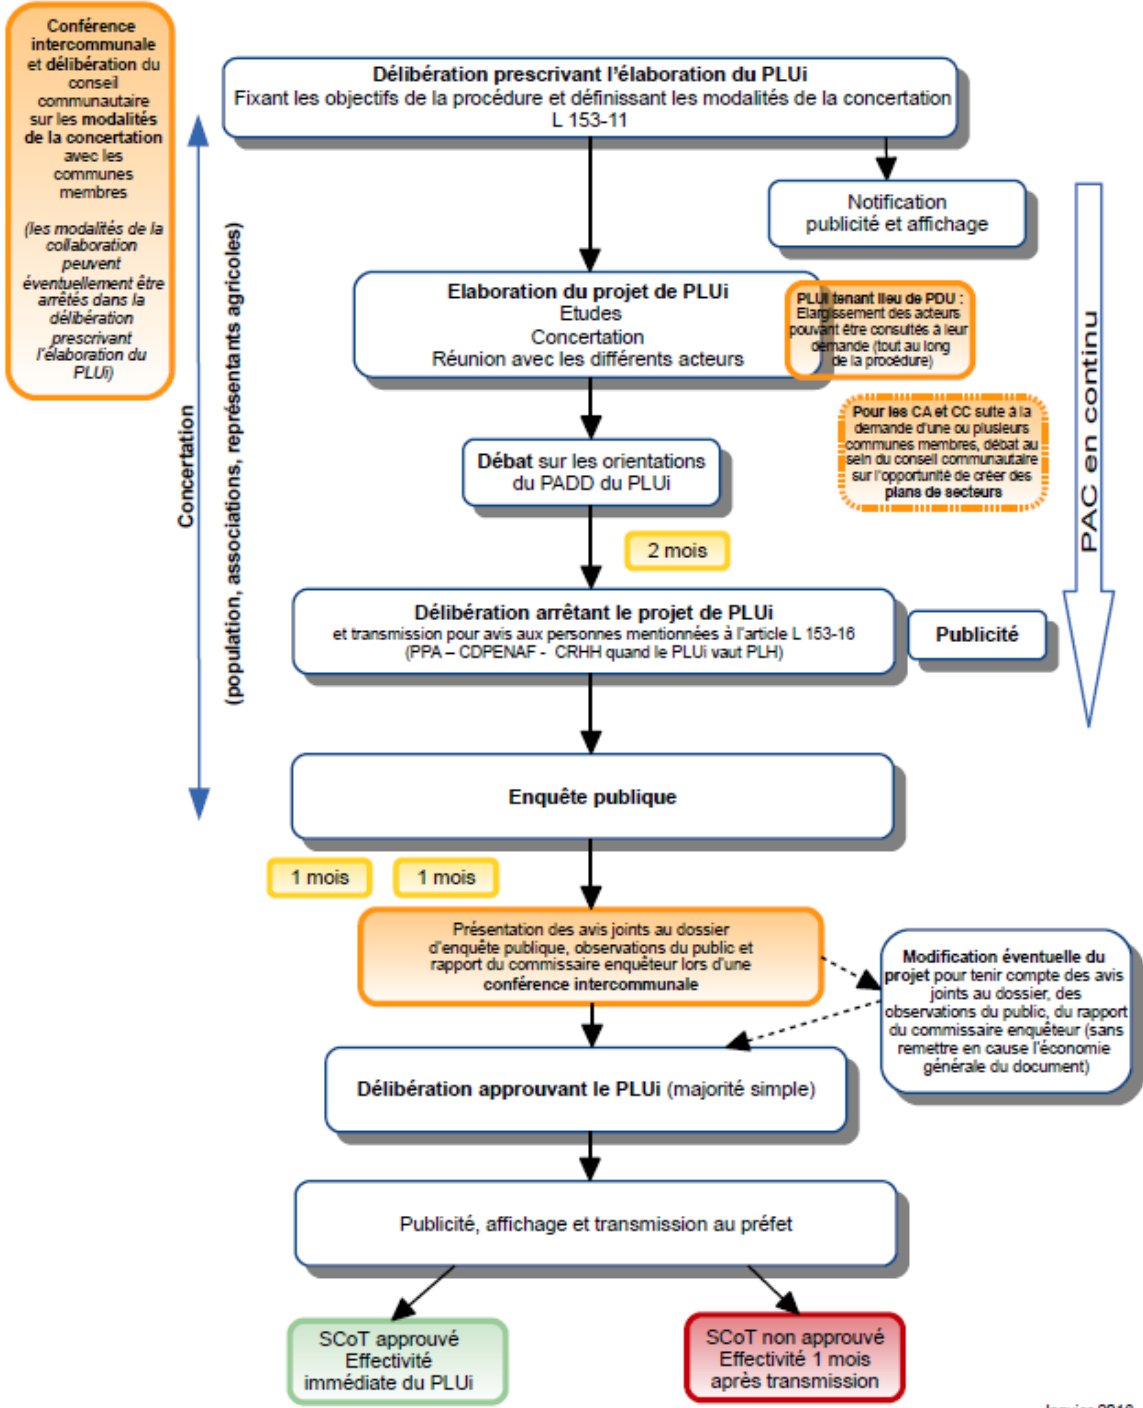 Conférence
intercommunale
et délibération du
conseil
communautaire
sur les modalités
de la concertation
avec les
communes
membres
(les modalités de la
collaboration
peuvent
éventuellement être
arrêtés dans la
délibération
prescrivant
l'élaboration du
PLUi)
Délibération prescrivant l'élaboration du PLUi
Fixant les objectifs de la procédure et définissant les modalités de la concertation
L 153-11
Notification
publicité et affichage
Concertation
(population, associations, représentants agricoles)
PAC en continu
Elaboration du projet de PLUi
Etudes
Concertation
Réunion avec les différents acteurs
PLUi tenant lieu de PDU :
Elargissement des acteurs
pouvant être consultés à leur
demande (tout au long
de la procédure)
Pour les CA et CC suite à la
demande d'une ou plusieurs
communes membres, débat au
sein du conseil communautaire
sur l'opportunité de créer des
plans de secteurs
Débat sur les orientations
du PADD du PLUi
2 mois
Délibération arrêtant le projet de PLUi
et transmission pour avis aux personnes mentionnées à l'article L 153-16
(PPA – CDPENAF - CRHH quand le PLUi vaut PLH)
Publicité
Enquête publique
1 mois
1 mois
Présentation des avis joints au dossier
d'enquête publique, observations du public et
rapport du commissaire enquêteur lors d'une
conférence intercommunale
Modification éventuelle du
projet pour tenir compte des avis
joints au dossier, des
observations du public, du rapport
du commissaire enquêteur (sans
remettre en cause l'économie
générale du document)
Délibération approuvant le PLUi (majorité simple)
Publicité, affichage et transmission au préfet
SCoT approuvé
Effectivité
immédiate du PLUi
SCoT non approuvé
Effectivité 1 mois
après transmission